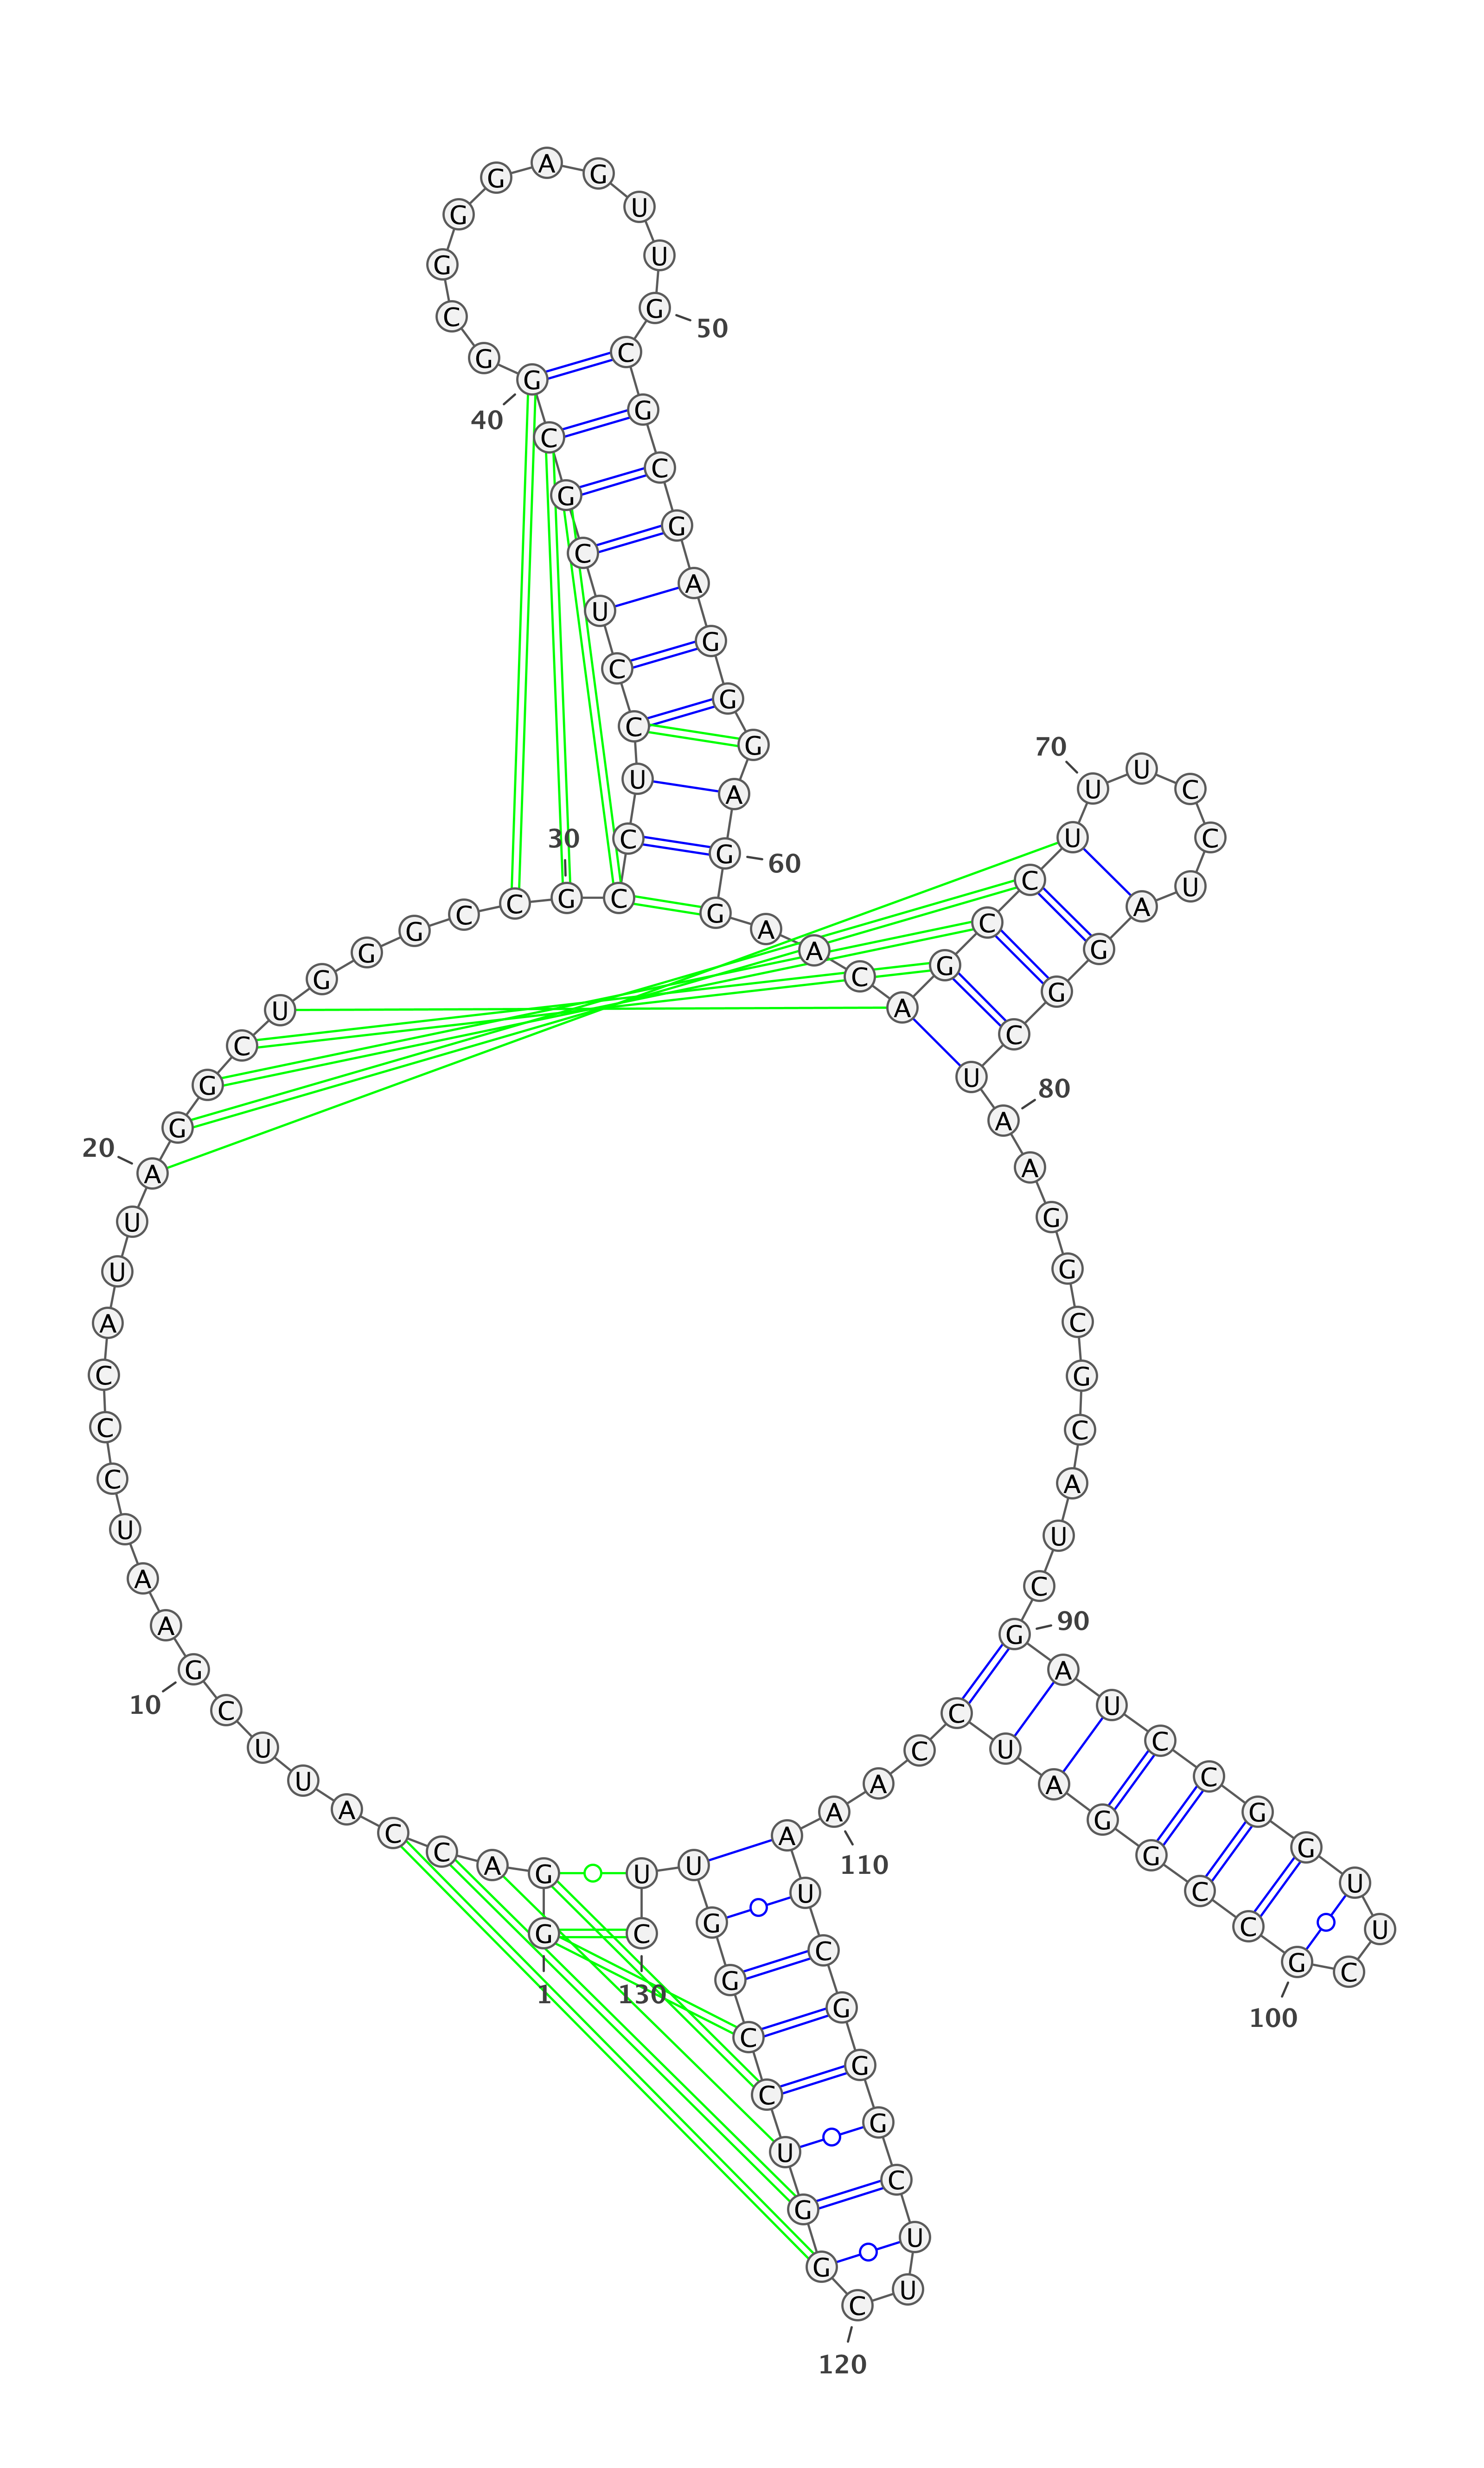 G
1
G A C C A U U C G
10
A A U C C C A U U A
20
G G C U G G G C C G
30
C C U C C U C G C G
40
G C G G G A G U U G
50
C G C G A G G G A G
60
G A A C A G C C U U
70
U C C U A G G C U A
80
A G G C G C A U C G
90
A U C C G G U U C G
100
C C G G A U C C A A
110
A U C G G G C U U C
120
G G U C C G G U U C
130